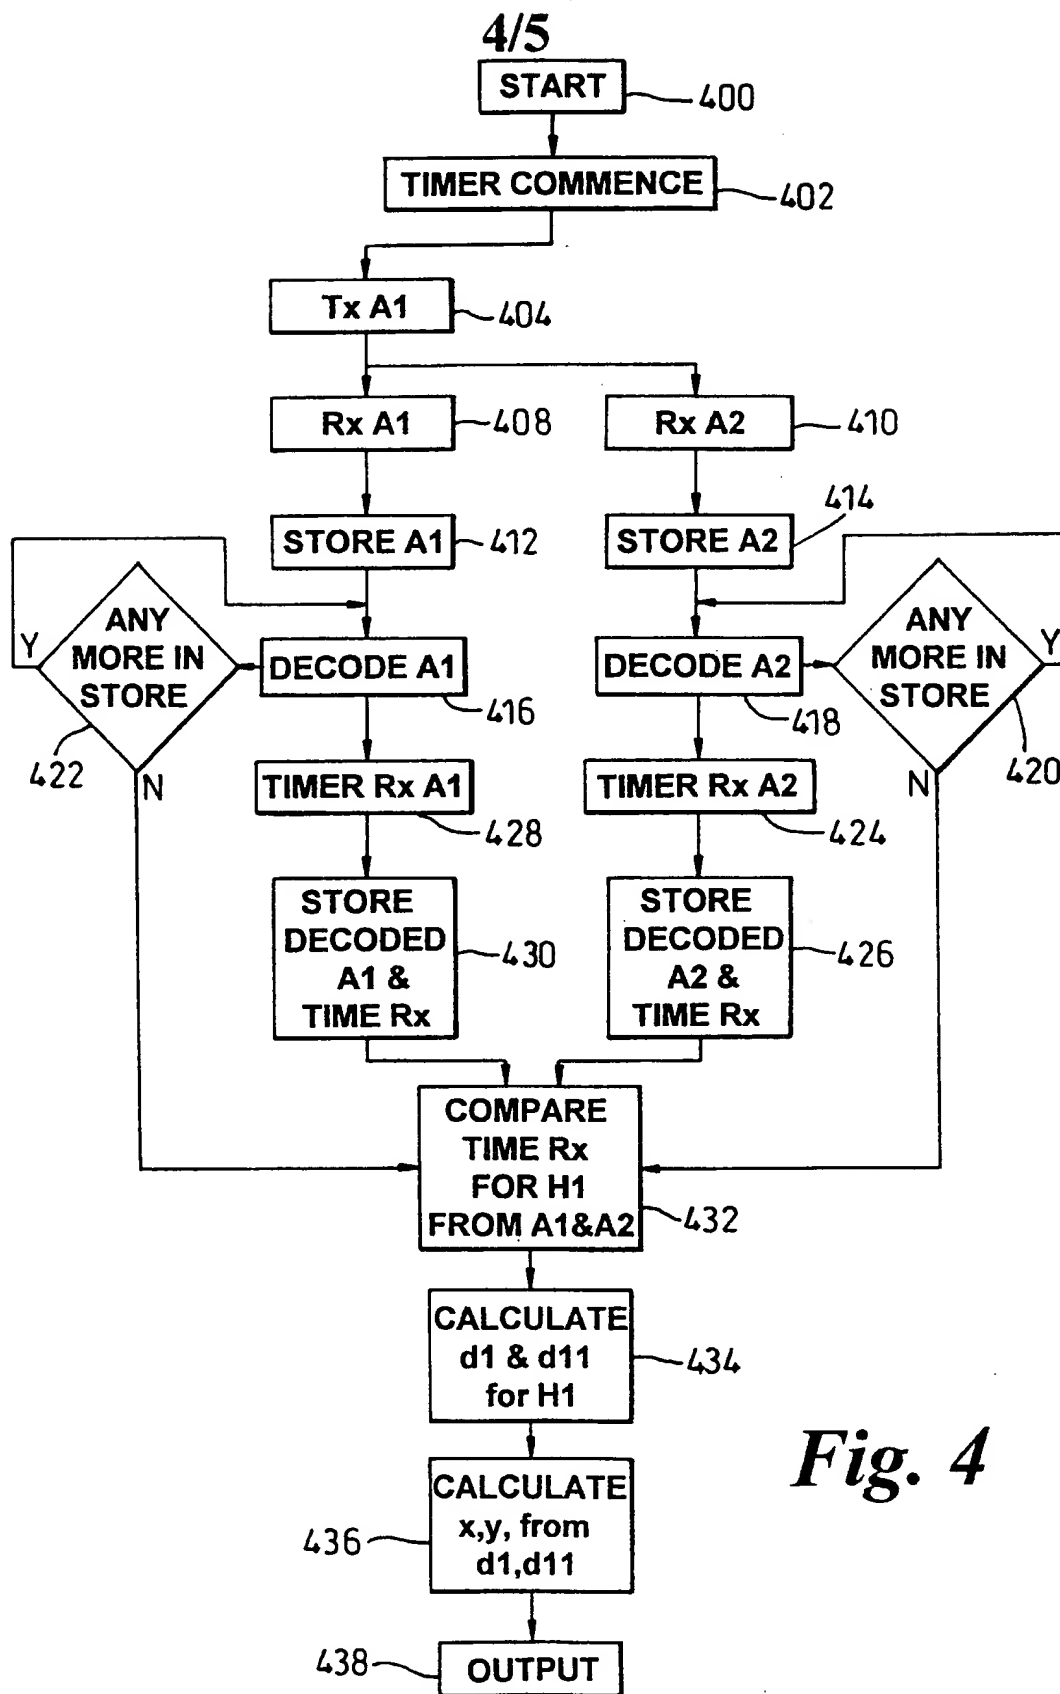 4/5
START
400
TIMER COMMENCE
402
Tx A1
404
Rx A1
408
Rx A2
410
STORE A1
412
STORE A2
414
ANY
MORE IN
STORE
Y
N
422
DECODE A1
416
DECODE A2
418
ANY
MORE IN
STORE
Y
N
420
TIMER Rx A1
428
TIMER Rx A2
424
STORE
DECODED
A1 &
TIME Rx
430
STORE
DECODED
A2 &
TIME Rx
426
COMPARE
TIME Rx
FOR H1
FROM A1&A2
432
CALCULATE
d1 & d11
for H1
434
CALCULATE
x,y, from
d1,d11
436
OUTPUT
438
Fig. 4